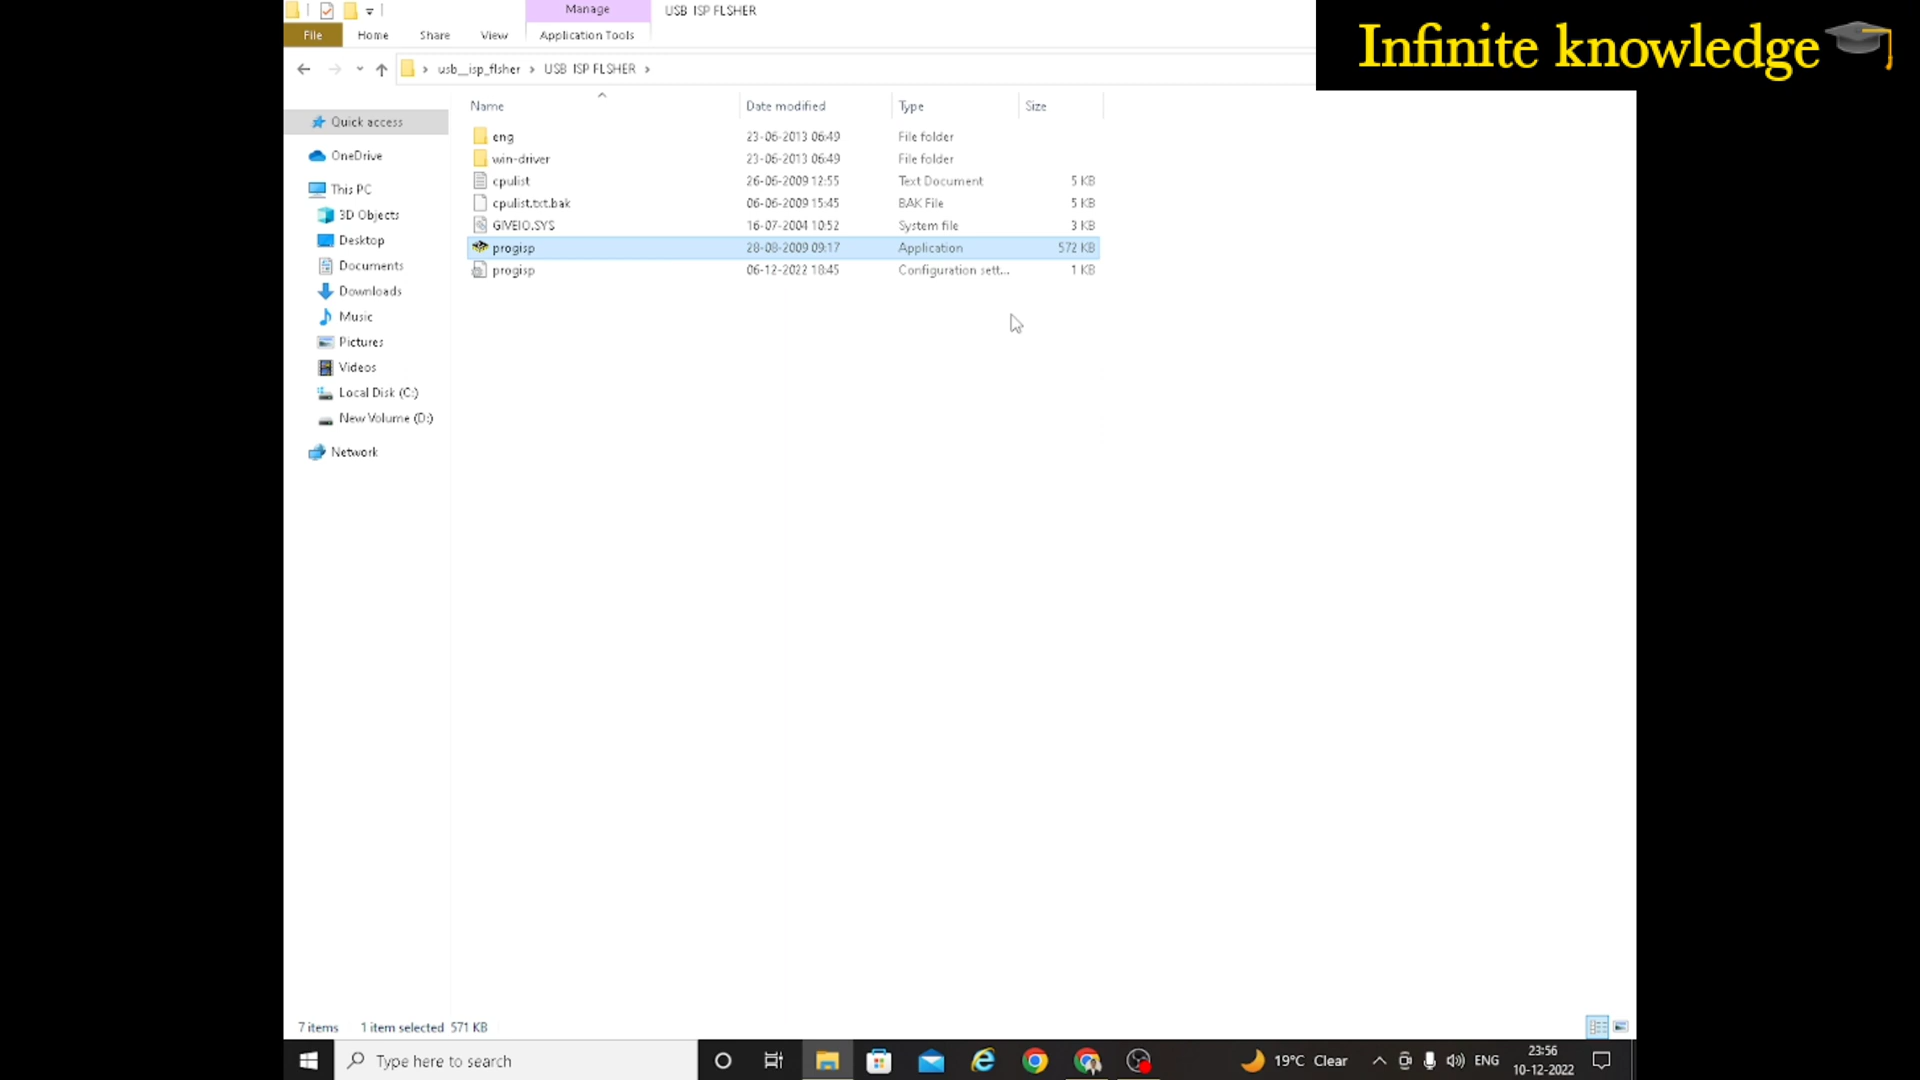 Manage
USB ISP FLSHER
File
Home
Share
View
Application Tools
Infinite knowledge
usb__isp_flsher
USB ISP FLSHER
Name
Date modified
Type
Size
Quick access
OneDrive
This PC
3D Objects
Desktop
Documents
Downloads
Music
Pictures
Videos
Local Disk (C:)
New Volume (D:)
Network
eng 23-06-2013 06:49 File folder
win-driver 23-06-2013 06:49 File folder
cpulist 26-06-2009 12:55 Text Document 5 KB
cpulist.txt.bak 06-06-2009 15:45 BAK File 5 KB
GIVEIO.SYS 16-07-2004 10:52 System file 3 KB
progisp 28-08-2009 09:17 Application 572 KB
progisp 06-12-2022 18:45 Configuration sett... 1 KB
7 items
1 item selected 571 KB
Type here to search
19°C Clear
ENG
23:56
10-12-2022